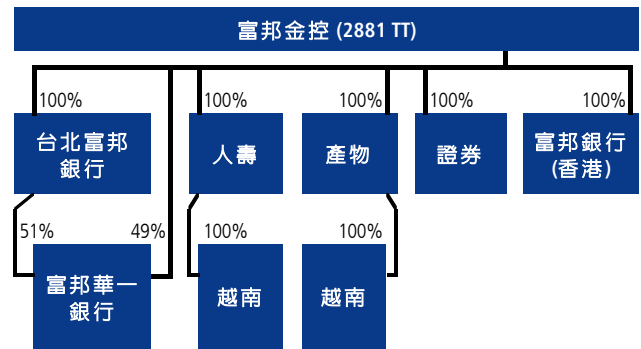 富邦金控 (2881 TT)
100% 100% 100% 100% 100%
台北富邦
銀行
人壽
產物
證券
富邦銀行
(香港)
51% 49% 100% 100%
富邦華一
銀行
越南
越南